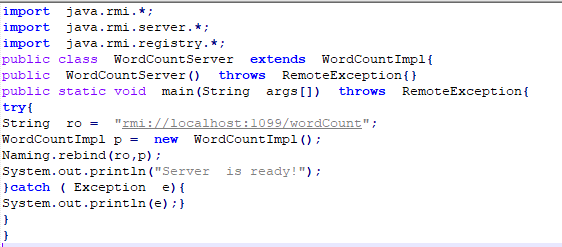 import java.rmi.*;
import java.rmi.server.*;
import java.rmi.registry.*;
public class WordCountServer extends WordCountImpl{
public WordCountServer() throws RemoteException{}
public static void main(String args[]) throws RemoteException{
try{
String ro = "rmi://localhost:1099/wordCount";
WordCountImpl p = new WordCountImpl();
Naming.rebind(ro,p);
System.out.println("Server is ready!");
}catch ( Exception e){
System.out.println(e);}
}
}